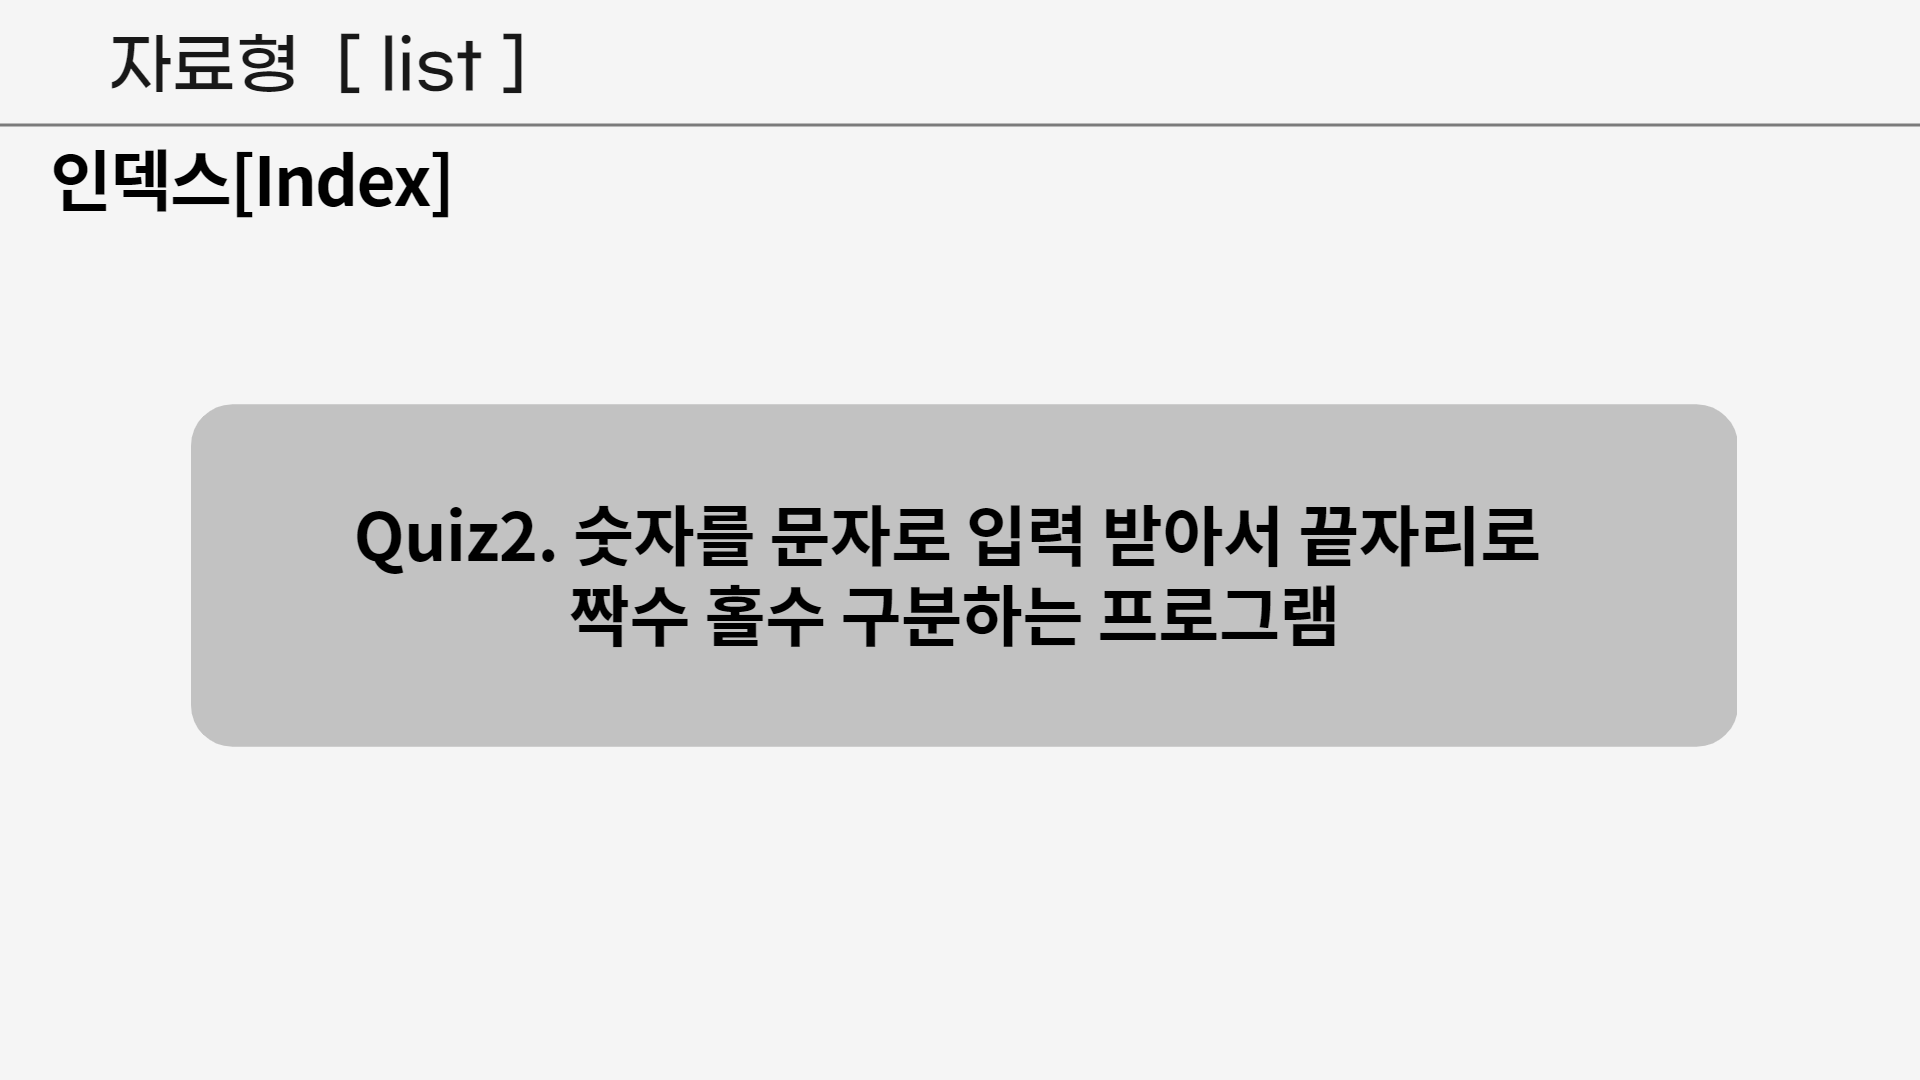 자료형 [ list ]
인덱스[Index]
Quiz2. 숫자를 문자로 입력 받아서 끝자리로
짝수 홀수 구분하는 프로그램